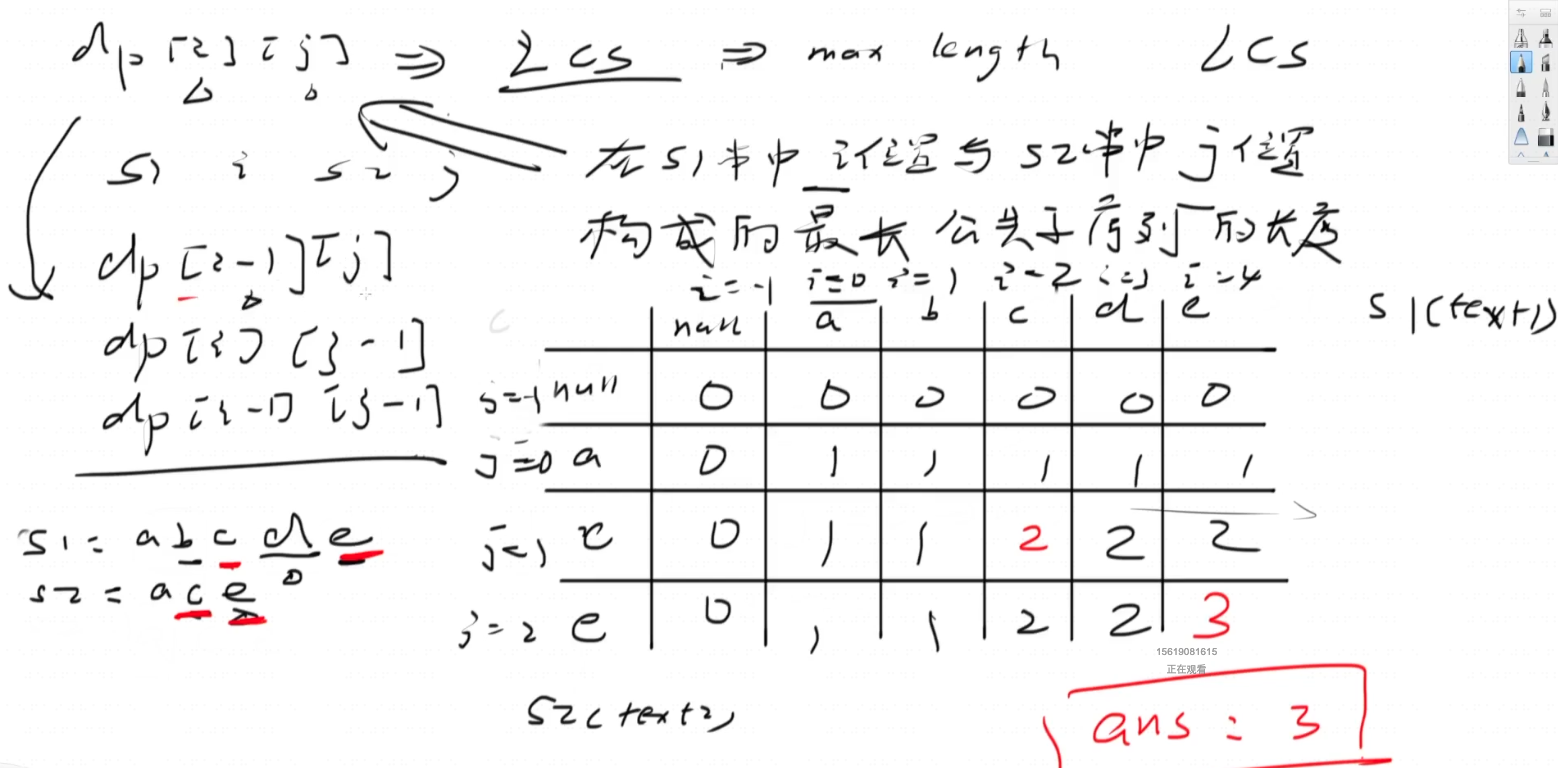 dp[i][j] ⇒ LCS ⇒ max length LCS
s1 i s2 j
在s1串中i位置与s2串中j位置
构成的最长公共子序列的长度
dp[i-1][j]
dp[i][j-1]
dp[i-1][j-1]
s1 = abcde
s2 = ace
i=-1 i=0 i=1 i=2 i=3 i=4
null a b c d e s1(text1)
j=-1 null 0 0 0 0 0 0
j=0 a 0 1 1 1 1 1
j=1 c 0 1 1 2 2 2
j=2 e 0 1 1 2 2 3
15619081615
正在观看
s2(text2)
ans = 3